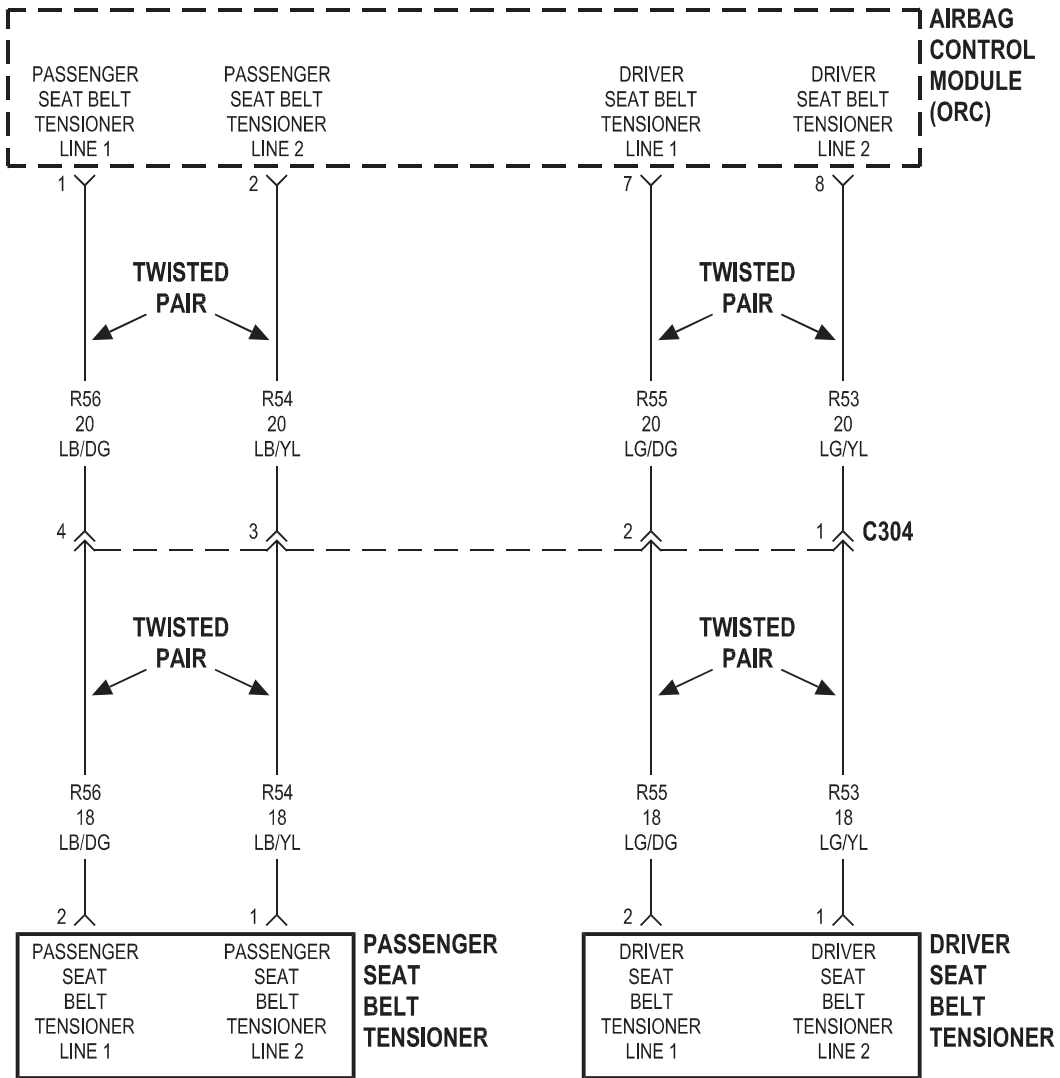 AIRBAG
CONTROL
MODULE
(ORC)
PASSENGER
SEAT BELT
TENSIONER
LINE 1
PASSENGER
SEAT BELT
TENSIONER
LINE 2
DRIVER
SEAT BELT
TENSIONER
LINE 1
DRIVER
SEAT BELT
TENSIONER
LINE 2
1
2
7
8
TWISTED
PAIR
TWISTED
PAIR
R56
20
LB/DG
R54
20
LB/YL
R55
20
LG/DG
R53
20
LG/YL
4
3
2
1
C304
TWISTED
PAIR
TWISTED
PAIR
R56
18
LB/DG
R54
18
LB/YL
R55
18
LG/DG
R53
18
LG/YL
2
1
2
1
PASSENGER
SEAT
BELT
TENSIONER
LINE 1
PASSENGER
SEAT
BELT
TENSIONER
LINE 2
PASSENGER
SEAT
BELT
TENSIONER
DRIVER
SEAT
BELT
TENSIONER
LINE 1
DRIVER
SEAT
BELT
TENSIONER
LINE 2
DRIVER
SEAT
BELT
TENSIONER